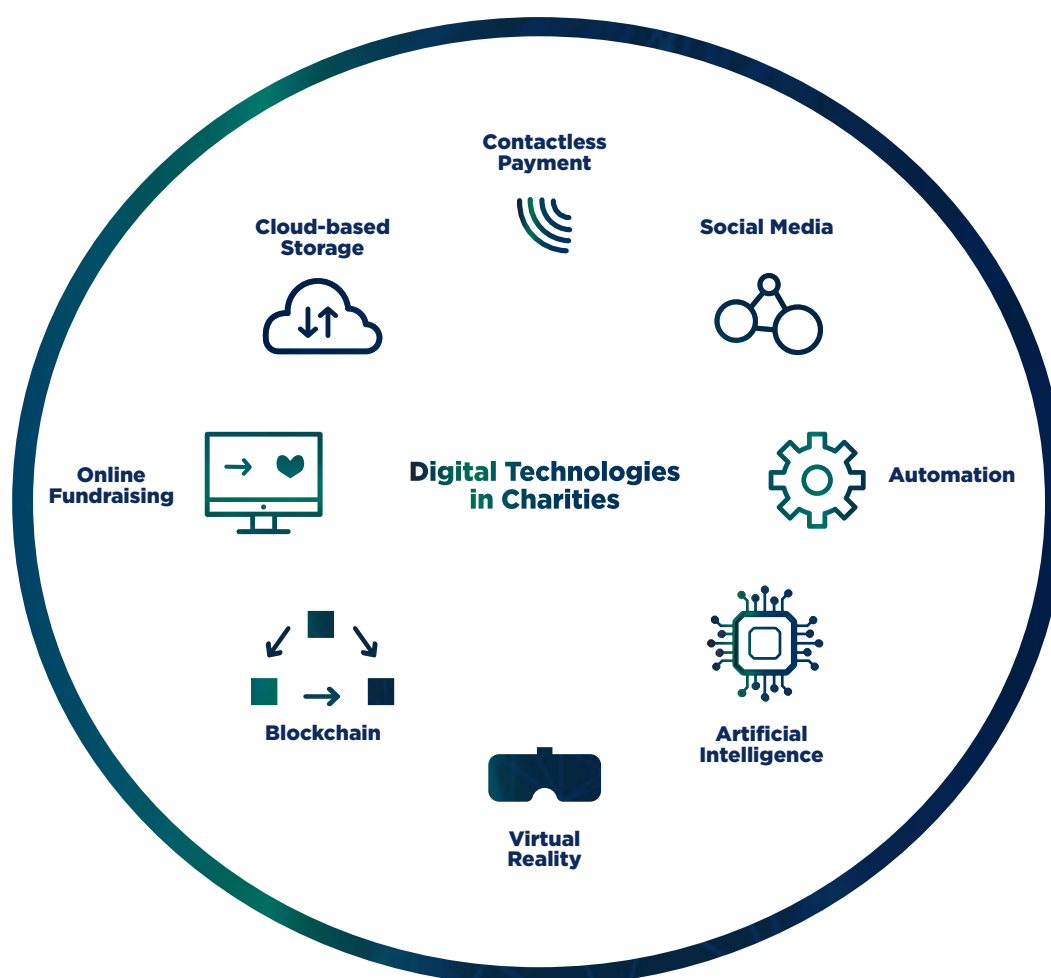 Contactless
Payment
Cloud-based
Storage
Social Media
Online
Fundraising
Digital Technologies
in Charities
Automation
Blockchain
Artificial
Intelligence
Virtual
Reality